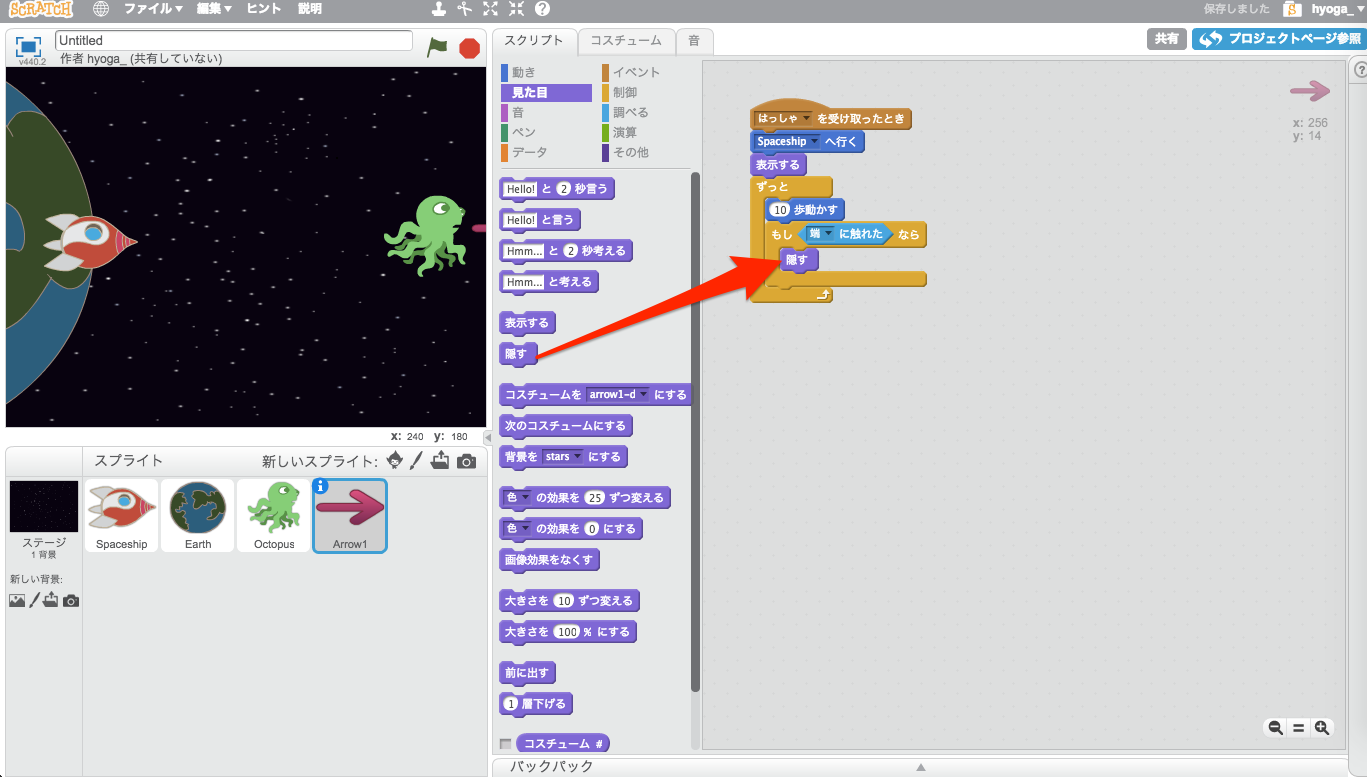 SCRATCH ファイル▼ 編集▼ ヒント 説明 保存しました hyoga_▼
v440.2
Untitled
作者 hyoga_ (共有していない)
x: 240 y: 180
スプライト 新しいスプライト:
ステージ
1 背景
新しい背景:
Spaceship
Earth
Octopus
Arrow1
スクリプト コスチューム 音
共有 プロジェクトページ参照
動き イベント
見た目 制御
音 調べる
ペン 演算
データ その他
Hello! と 2 秒言う
Hello! と言う
Hmm... と 2 秒考える
Hmm... と考える
表示する
隠す
コスチュームを arrow1-d にする
次のコスチュームにする
背景を stars にする
色 の効果を 25 ずつ変える
色 の効果を 0 にする
画像効果をなくす
大きさを 10 ずつ変える
大きさを 100 % にする
前に出す
1 層下げる
コスチューム #
はっしゃ を受け取ったとき
Spaceship へ行く
表示する
ずっと
10 歩動かす
もし 端 に触れた なら
隠す
x: 256
y: 14
バックパック